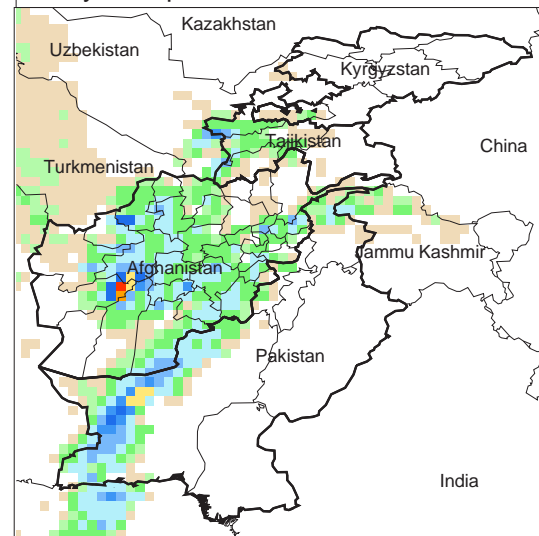 Kazakhstan
Uzbekistan
Kyrgyzstan
Tajikistan
China
Turkmenistan
Jammu Kashmir
Afghanistan
Pakistan
India